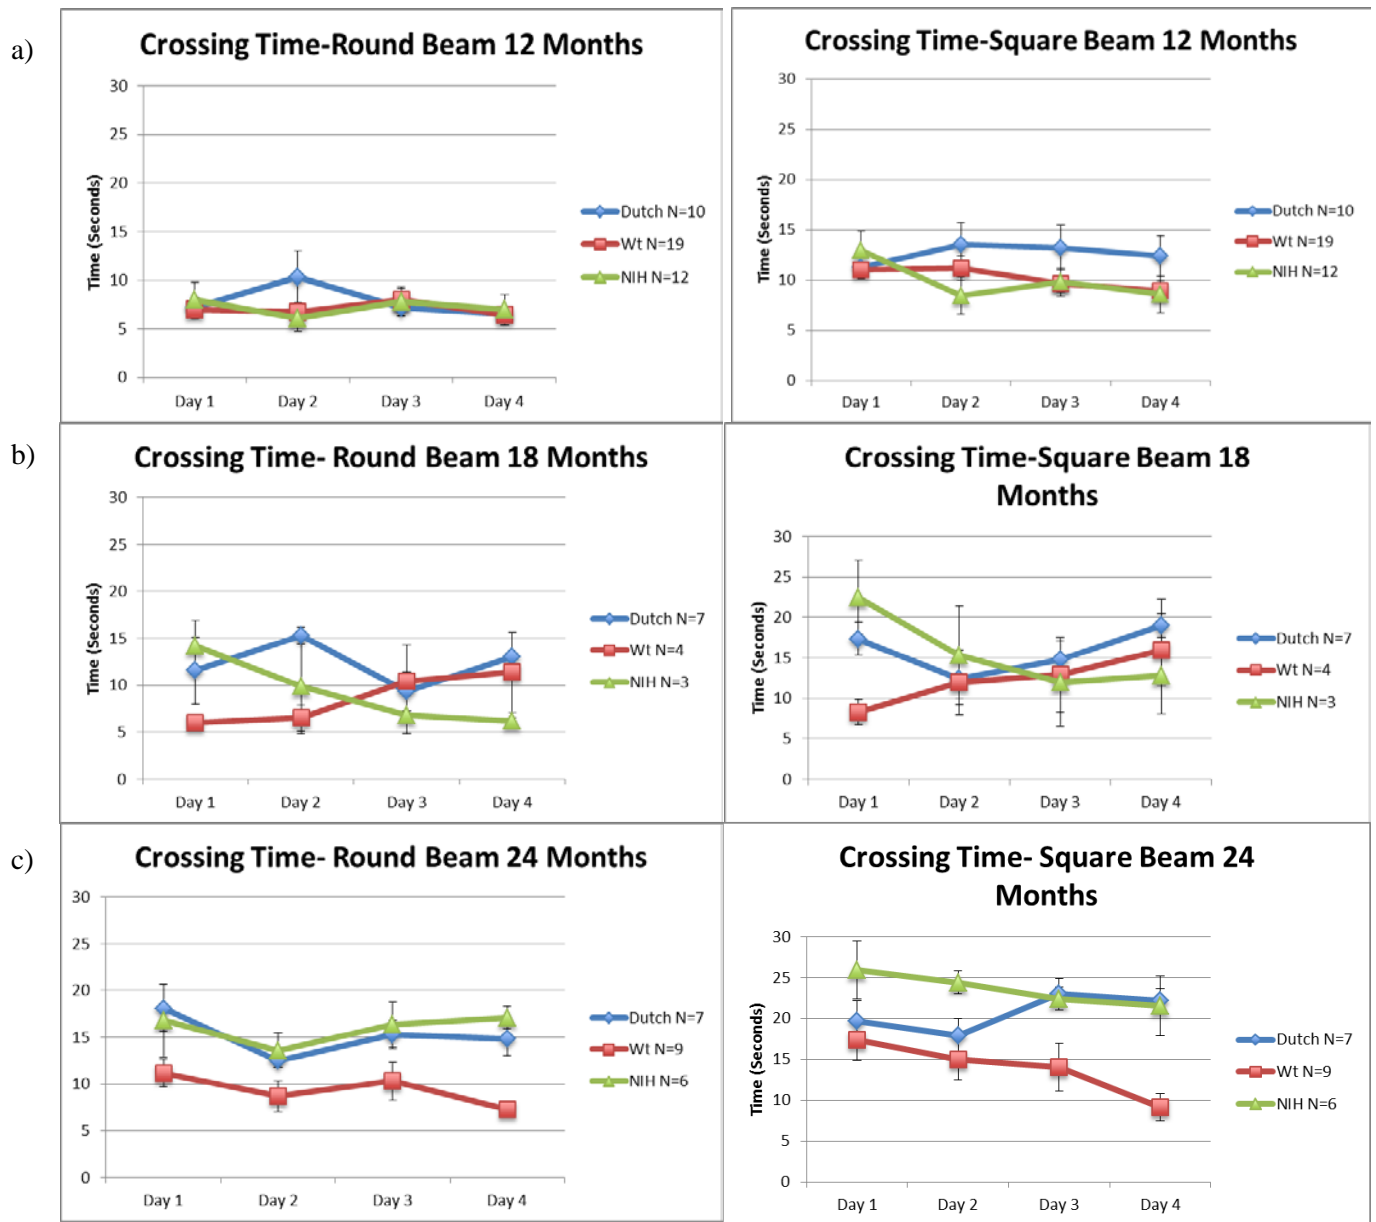 a)
Crossing Time-Round Beam 12 Months
30
25
20
15
10
5
0
Time (Seconds)
Day 1 Day 2 Day 3 Day 4
Dutch N=10
Wt N=19
NIH N=12
Crossing Time-Square Beam 12 Months
30
25
20
15
10
5
0
Time (Seconds)
Day 1 Day 2 Day 3 Day 4
Dutch N=10
Wt N=19
NIH N=12
b)
Crossing Time- Round Beam 18 Months
30
25
20
15
10
5
0
Time (Seconds)
Day 1 Day 2 Day 3 Day 4
Dutch N=7
Wt N=4
NIH N=3
Crossing Time-Square Beam 18
Months
30
25
20
15
10
5
0
Time (Seconds)
Day 1 Day 2 Day 3 Day 4
Dutch N=7
Wt N=4
NIH N=3
c)
Crossing Time- Round Beam 24 Months
30
25
20
15
10
5
0
Day 1 Day 2 Day 3 Day 4
Dutch N=7
Wt N=9
NIH N=6
Crossing Time- Square Beam 24
Months
30
25
20
15
10
5
0
Time (Seconds)
Day 1 Day 2 Day 3 Day 4
Dutch N=7
Wt N=9
NIH N=6